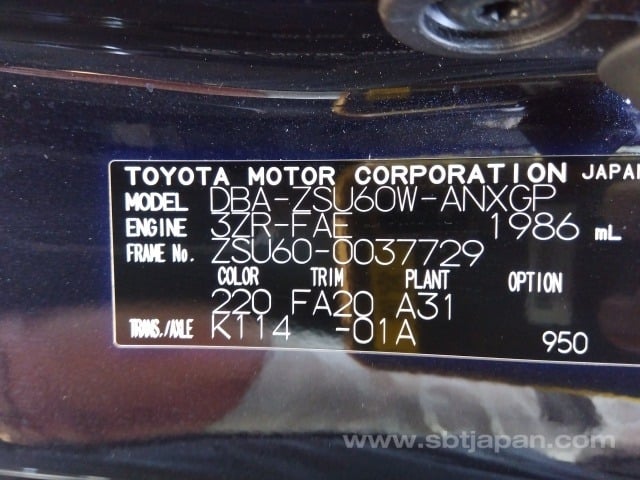 TOYOTA MOTOR CORPORATION JAPAN
MODEL DBA-ZSU60W-ANXGP
ENGINE 3ZR-FAE 1986 mL
FRAME No. ZSU60-0037729
COLOR TRIM PLANT OPTION
220 FA20 A31
TRANS./AXLE K114 -01A 950
www.sbtjapan.com